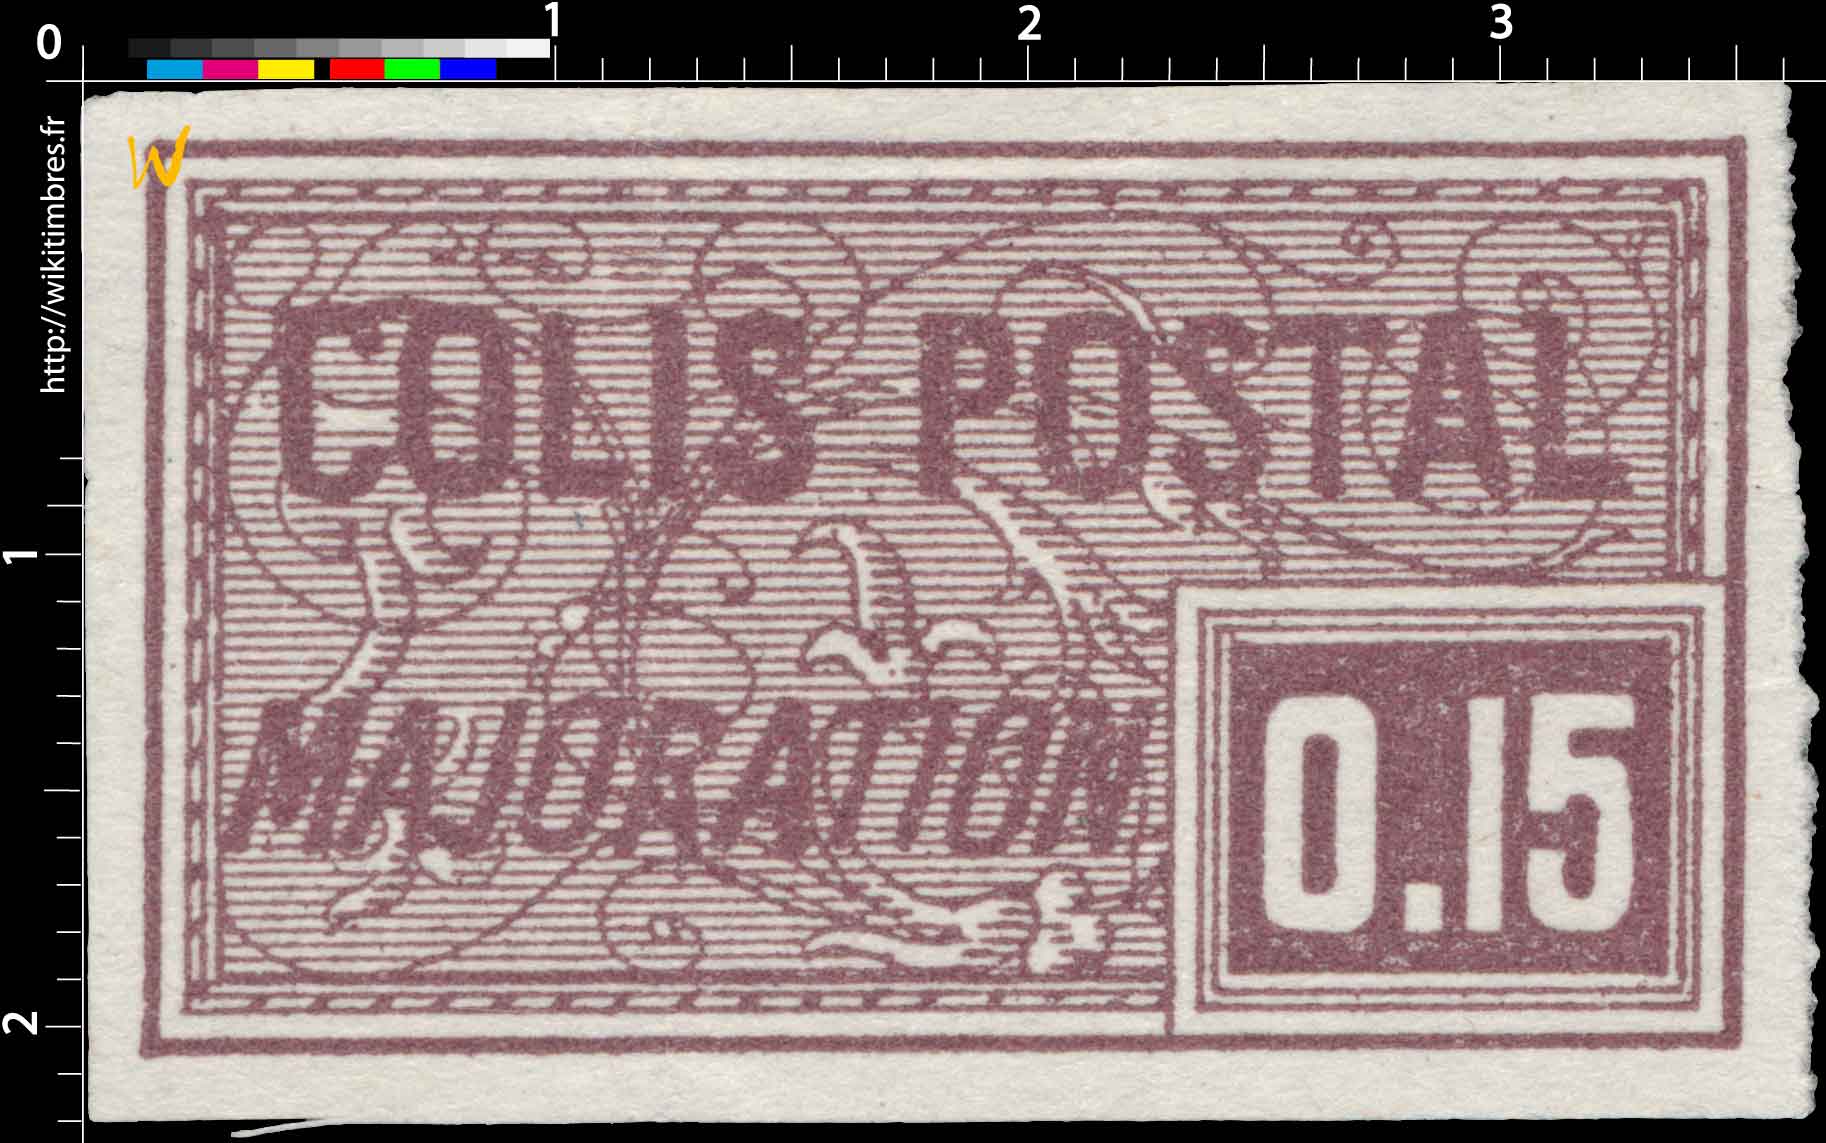 0 1 2 3
http://wikitimbres.fr
W
COLIS POSTAL
1
MAJORATION
0.15
2